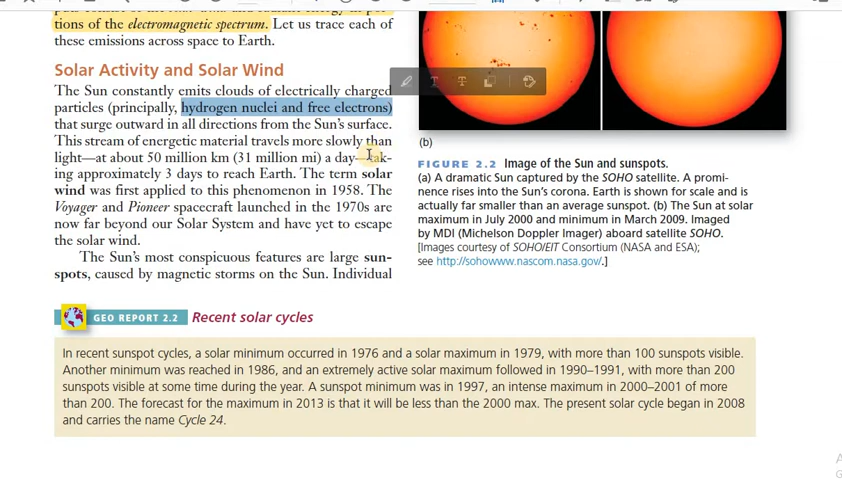 tions of the electromagnetic spectrum. Let us trace each of
these emissions across space to Earth.
Solar Activity and Solar Wind
The Sun constantly emits clouds of electrically charged
particles (principally, hydrogen nuclei and free electrons)
that surge outward in all directions from the Sun's surface.
This stream of energetic material travels more slowly than
light—at about 50 million km (31 million mi) a day—tak-
ing approximately 3 days to reach Earth. The term solar
wind was first applied to this phenomenon in 1958. The
Voyager and Pioneer spacecraft launched in the 1970s are
now far beyond our Solar System and have yet to escape
the solar wind.
The Sun's most conspicuous features are large sun-
spots, caused by magnetic storms on the Sun. Individual
(b)
FIGURE 2.2 Image of the Sun and sunspots.
(a) A dramatic Sun captured by the SOHO satellite. A promi-
nence rises into the Sun's corona. Earth is shown for scale and is
actually far smaller than an average sunspot. (b) The Sun at solar
maximum in July 2000 and minimum in March 2009. Imaged
by MDI (Michelson Doppler Imager) aboard satellite SOHO.
[Images courtesy of SOHO/EIT Consortium (NASA and ESA);
see http://sohowww.nascom.nasa.gov/.]
GEO REPORT 2.2 Recent solar cycles
In recent sunspot cycles, a solar minimum occurred in 1976 and a solar maximum in 1979, with more than 100 sunspots visible.
Another minimum was reached in 1986, and an extremely active solar maximum followed in 1990–1991, with more than 200
sunspots visible at some time during the year. A sunspot minimum was in 1997, an intense maximum in 2000–2001 of more
than 200. The forecast for the maximum in 2013 is that it will be less than the 2000 max. The present solar cycle began in 2008
and carries the name Cycle 24.